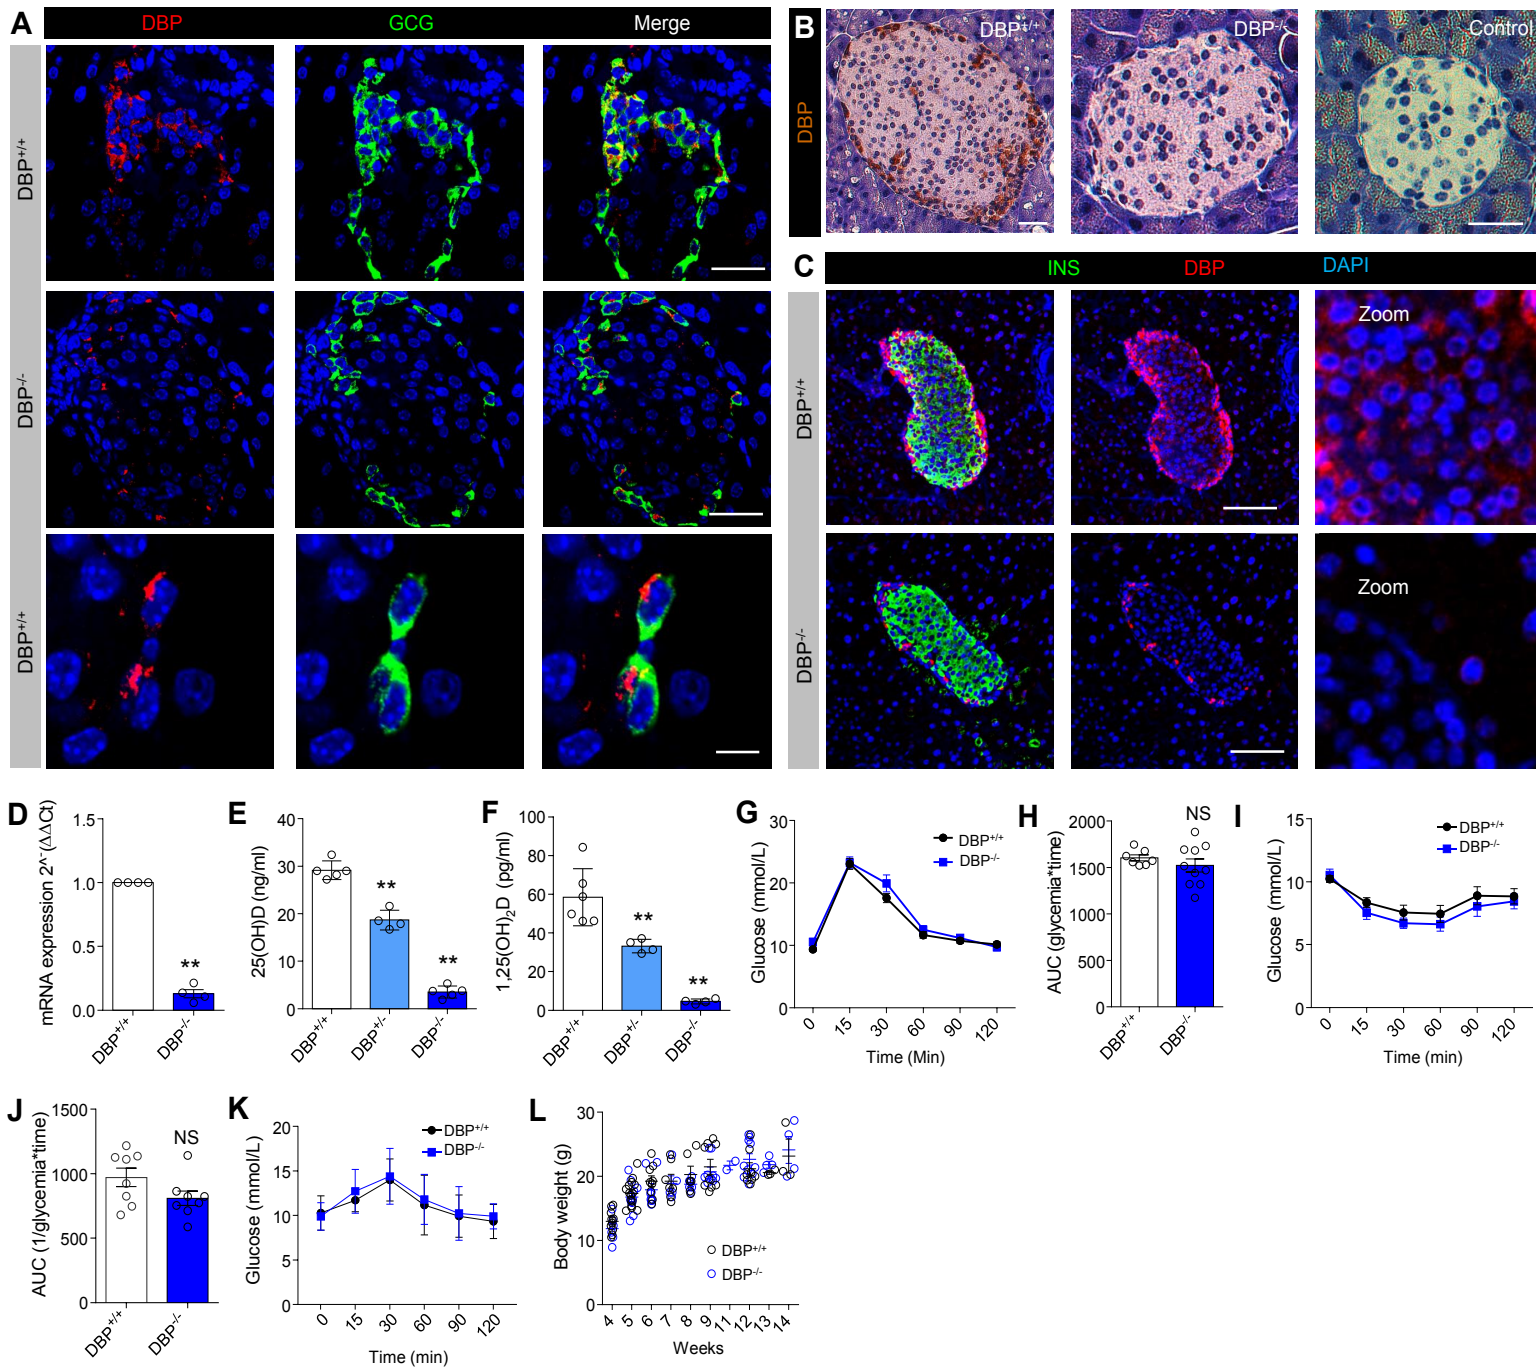 A
DBP
GCG
Merge
DBP+/+
DBP-/-
DBP+/+
B
DBP
DBP+/+
DBP-/-
Control
C
INS
DBP
DAPI
DBP+/+
Zoom
DBP-/-
Zoom
D
mRNA expression 2^-(ΔΔCt)
1.5
1.0
0.5
0.0
**
DBP+/+
DBP-/-
E
25(OH)D (ng/ml)
40
30
20
10
0
**
**
DBP+/+
DBP+/-
DBP-/-
F
1,25(OH)2D (pg/ml)
100
80
60
40
20
0
**
**
DBP+/+
DBP+/-
DBP-/-
G
Glucose (mmol/L)
30
20
10
0
DBP+/+
DBP-/-
0 15 30 60 90 120
Time (Min)
H
AUC (glycemia*time)
2000
1500
1000
500
0
NS
DBP+/+
DBP-/-
I
Glucose (mmol/L)
15
10
5
0
DBP+/+
DBP-/-
0 15 30 60 90 120
Time (min)
J
AUC (1/glycemia*time)
1500
1000
500
0
NS
DBP+/+
DBP-/-
K
Glucose (mmol/L)
20
15
10
5
0
DBP+/+
DBP-/-
0 15 30 60 90 120
Time (min)
L
Body weight (g)
30
20
10
0
DBP+/+
DBP-/-
4 5 6 7 8 9 11 12 13 14
Weeks